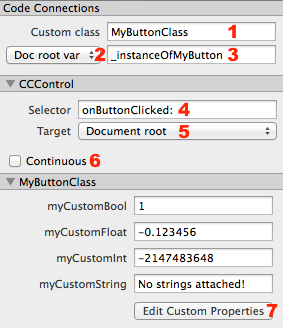 Code Connections
Custom class MyButtonClass 1
Doc root var 2 _instanceOfMyButton 3
CCControl
Selector onButtonClicked: 4
Target Document root 5
Continuous 6
MyButtonClass
myCustomBool 1
myCustomFloat -0.123456
myCustomInt -2147483648
myCustomString No strings attached!
Edit Custom Properties 7